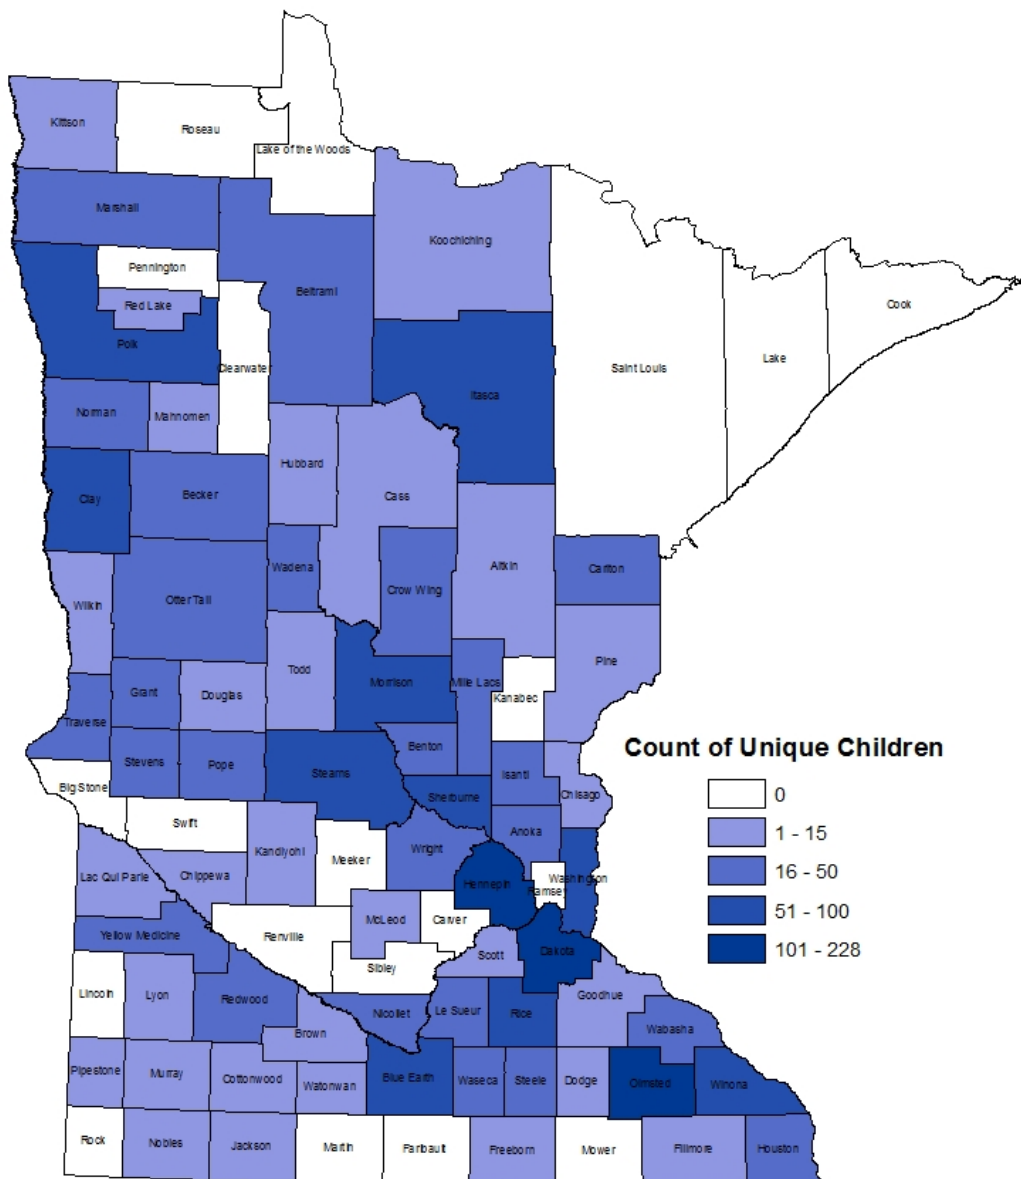 Kittson
Roseau
Lake of the Woods
Marshall
Koochiching
Pennington
Beltrami
Red Lake
Polk
Clearwater
Cook
Lake
Saint Louis
Itasca
Norman
Mahnomen
Hubbard
Clay
Becker
Cass
Wadena
Aitkin
Carlton
Crow Wing
Otter Tail
Wilkin
Pine
Todd
Morrison
Mille Lacs
Grant
Douglas
Kanabec
Traverse
Count of Unique Children
Benton
Stevens
Pope
Stearns
Isanti
Big Stone
Sherburne
Chisago
0
Swift
Anoka
1 - 15
Kandiyohi
Wright
Meeker
Lac Qui Parle
Chippewa
16 - 50
Hennepin
Washington
Ramsey
McLeod
Carver
51 - 100
Yellow Medicine
Renville
Dakota
101 - 228
Scott
Sibley
Lincoln
Lyon
Redwood
Goodhue
Nicollet
Le Sueur
Rice
Brown
Wabasha
Pipestone
Murray
Cottonwood
Watonwan
Blue Earth
Waseca
Steele
Dodge
Olmsted
Winona
Rock
Nobles
Jackson
Martin
Faribault
Freeborn
Mower
Fillmore
Houston